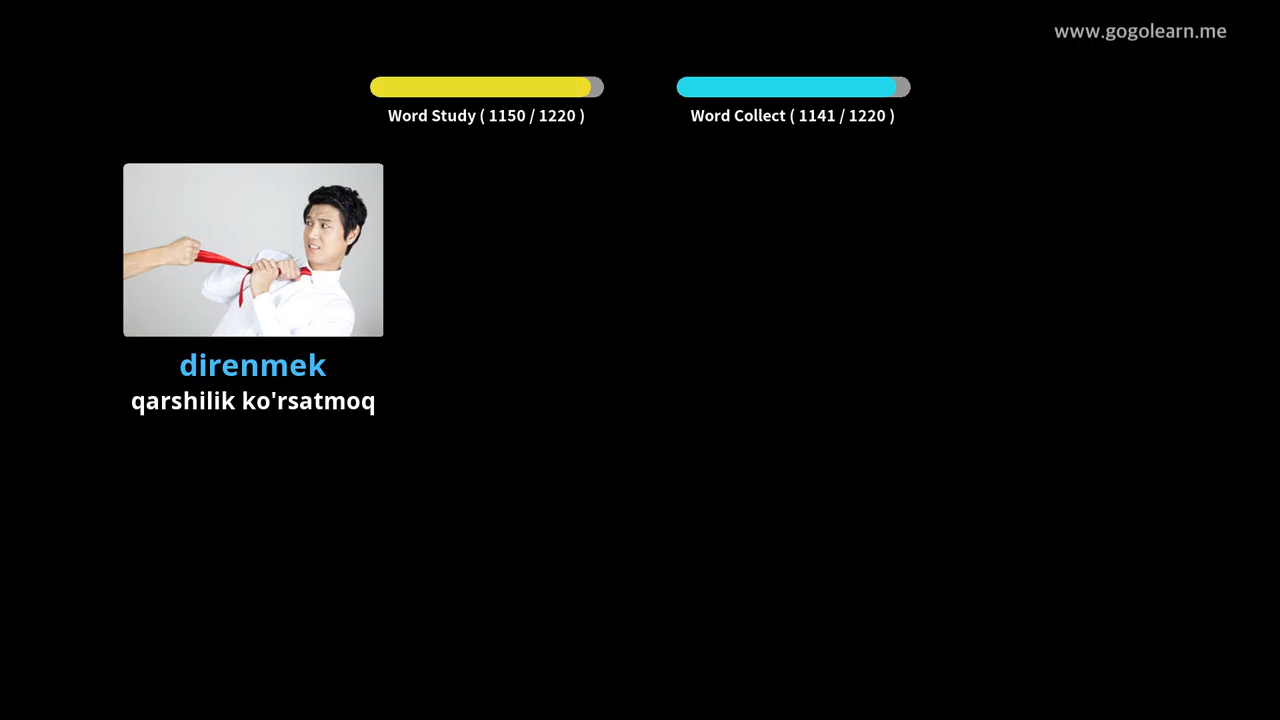 www.gogolearn.me
Word Study ( 1150 / 1220 )
Word Collect ( 1141 / 1220 )
direnmek
qarshilik ko'rsatmoq